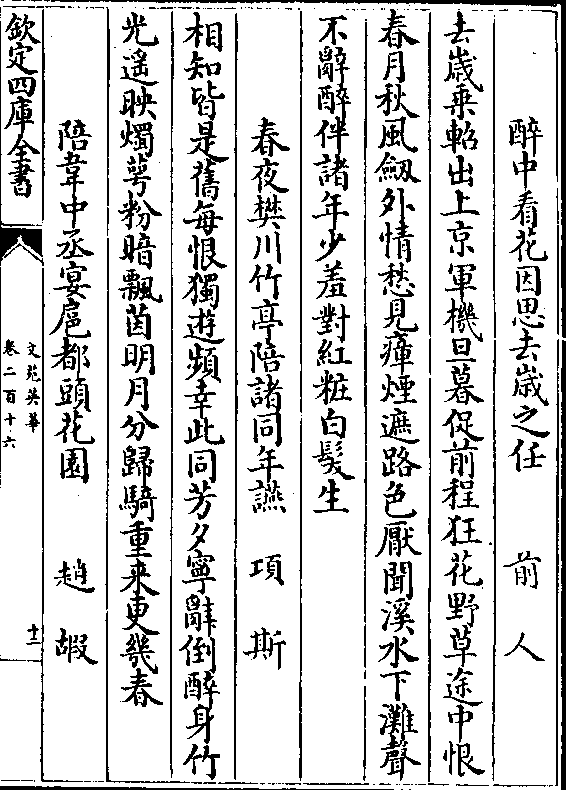 醉中看花因思去歲之任　前人
去歲乗軺出上京軍機旦暮促前程狂花野草途中恨
春月秋風劔外情愁見瘴煙遮路色厭聞溪水下灘聲
不辭醉伴諸年少羞對紅粧白髮生
春夜樊川竹亭陪諸同年讌　項斯
相知皆是舊每恨獨遊頻幸此同芳夕寧辭倒醉身竹
光遥映燭蕚粉暗飄茵明月分歸騎重来更幾春
陪韋中丞宴扈都頭花園　趙嘏
欽定四庫全書
文苑英華
卷二百十六
十二